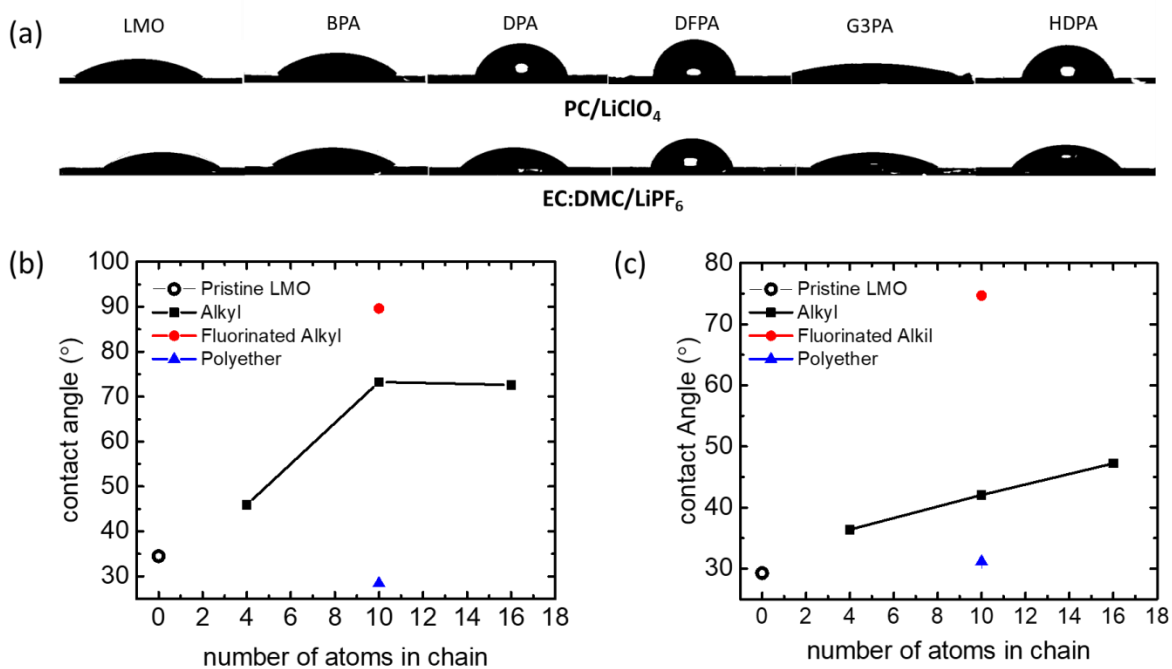 (a)
LMO BPA DPA DFPA G3PA HDPA
PC/LiClO₄
EC:DMC/LiPF₆
(b)
100
90
80
70
60
50
40
30
contact angle (°)
Pristine LMO
Alkyl
Fluorinated Alkyl
Polyether
0 2 4 6 8 10 12 14 16 18
number of atoms in chain
(c)
80
70
60
50
40
30
contact Angle (°)
Pristine LMO
Alkyl
Fluorinated Alkil
Polyether
0 2 4 6 8 10 12 14 16 18
number of atoms in chain